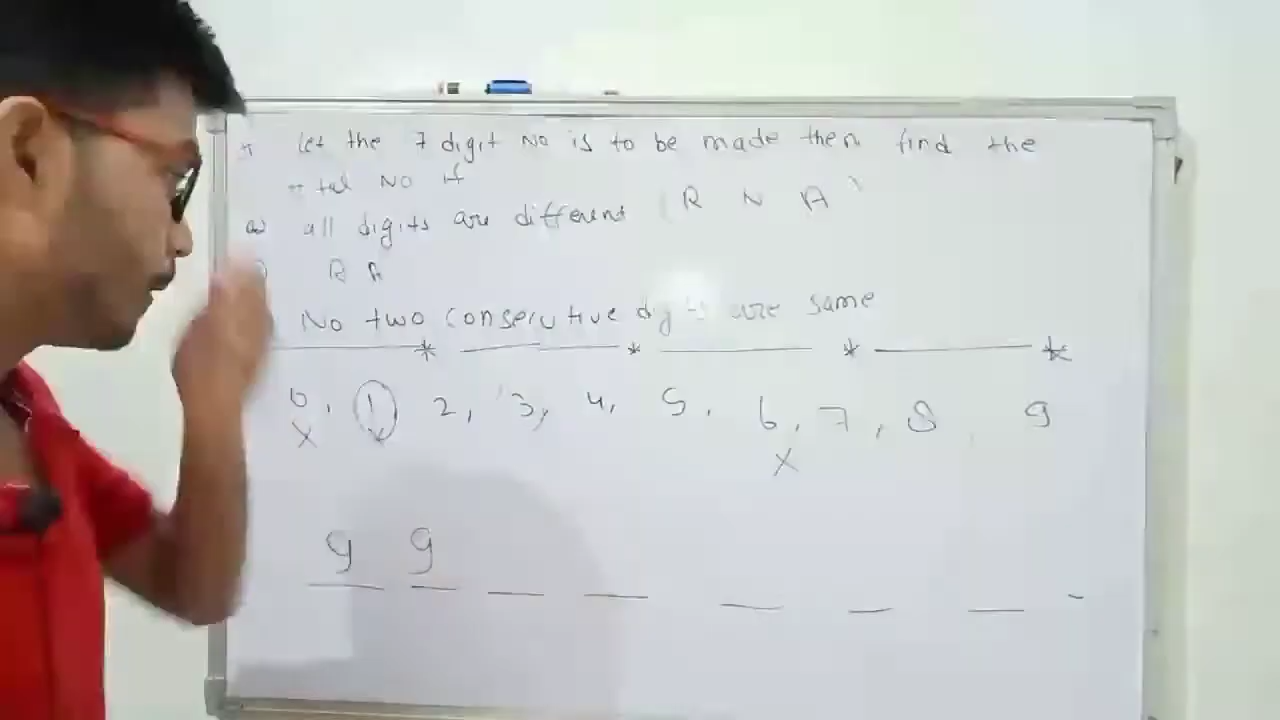 Let the 7 digit No is to be made then find the
tal No if
a) all digits are different ( R N A )
R A
No two consecutive digits are same
0, 1, 2, 3, 4, 5, 6, 7, 8, 9
x x
9 9